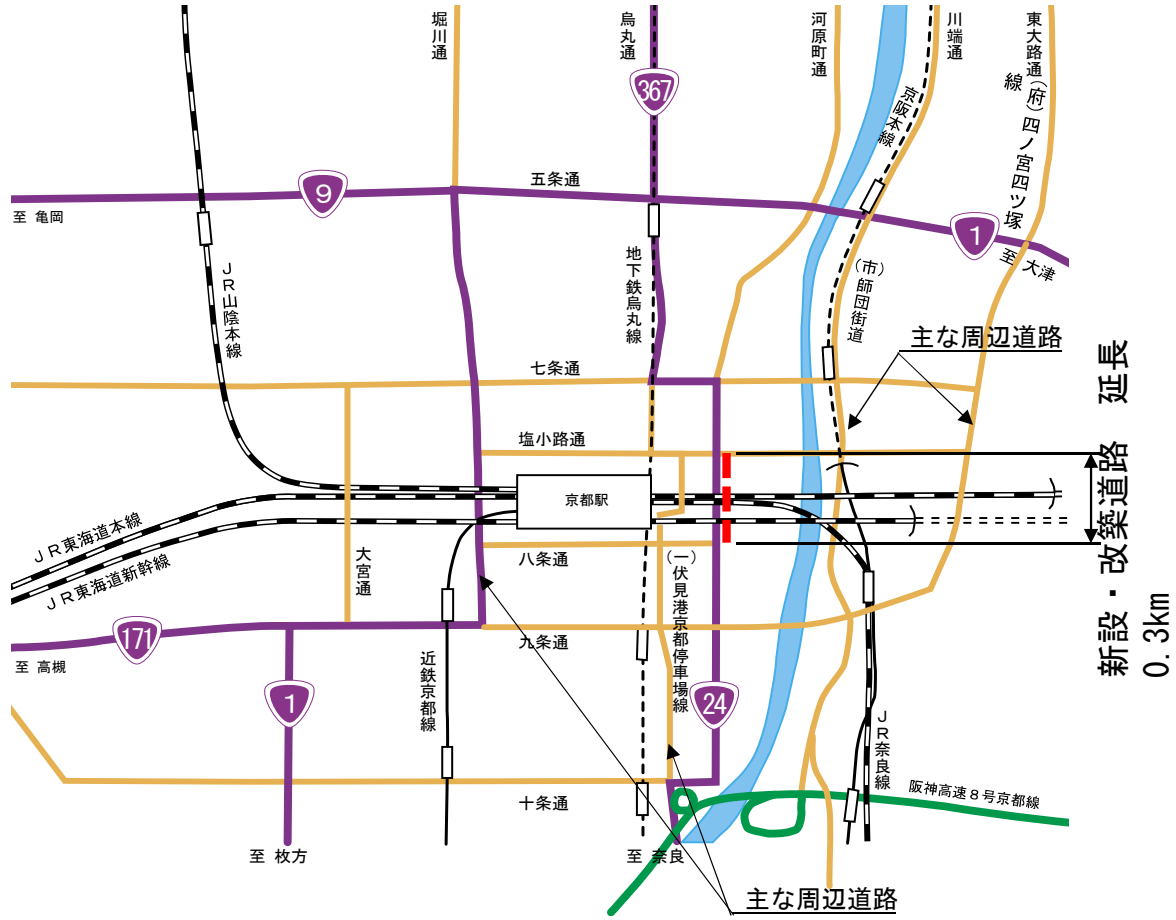 堀川通
烏丸通
河原町通
川端通
東大路通
(府)四ノ宮四ツ塚線
367
京阪本線
9
五条通
1
至 亀岡
至 大津
JR山陰本線
地下鉄烏丸線
(市)師団街道
主な周辺道路
七条通
塩小路通
京都駅
新設・改築道路 延長
0.3km
JR東海道本線
JR東海道新幹線
大宮通
八条通
(一)伏見港京都停車場線
171
九条通
至 高槻
近鉄京都線
1
24
JR奈良線
十条通
阪神高速8号京都線
至 枚方
至 奈良
主な周辺道路